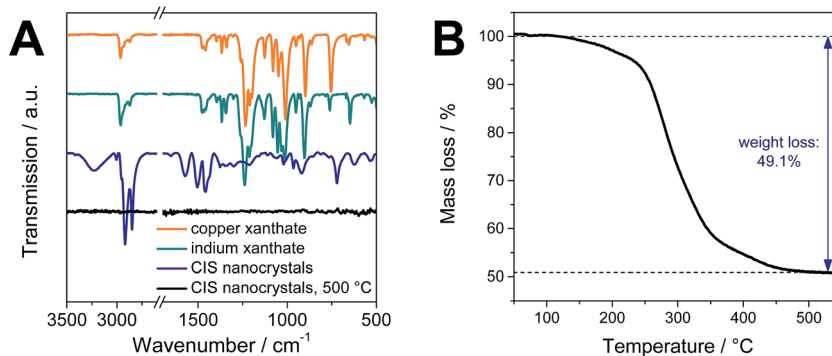 A
Transmission / a.u.
copper xanthate
indium xanthate
CIS nanocrystals
CIS nanocrystals, 500 °C
3500 3000 1500 1000 500
Wavenumber / cm-1
B
Mass loss / %
100
90
80
70
60
50
weight loss:
49.1%
100 200 300 400 500
Temperature / °C